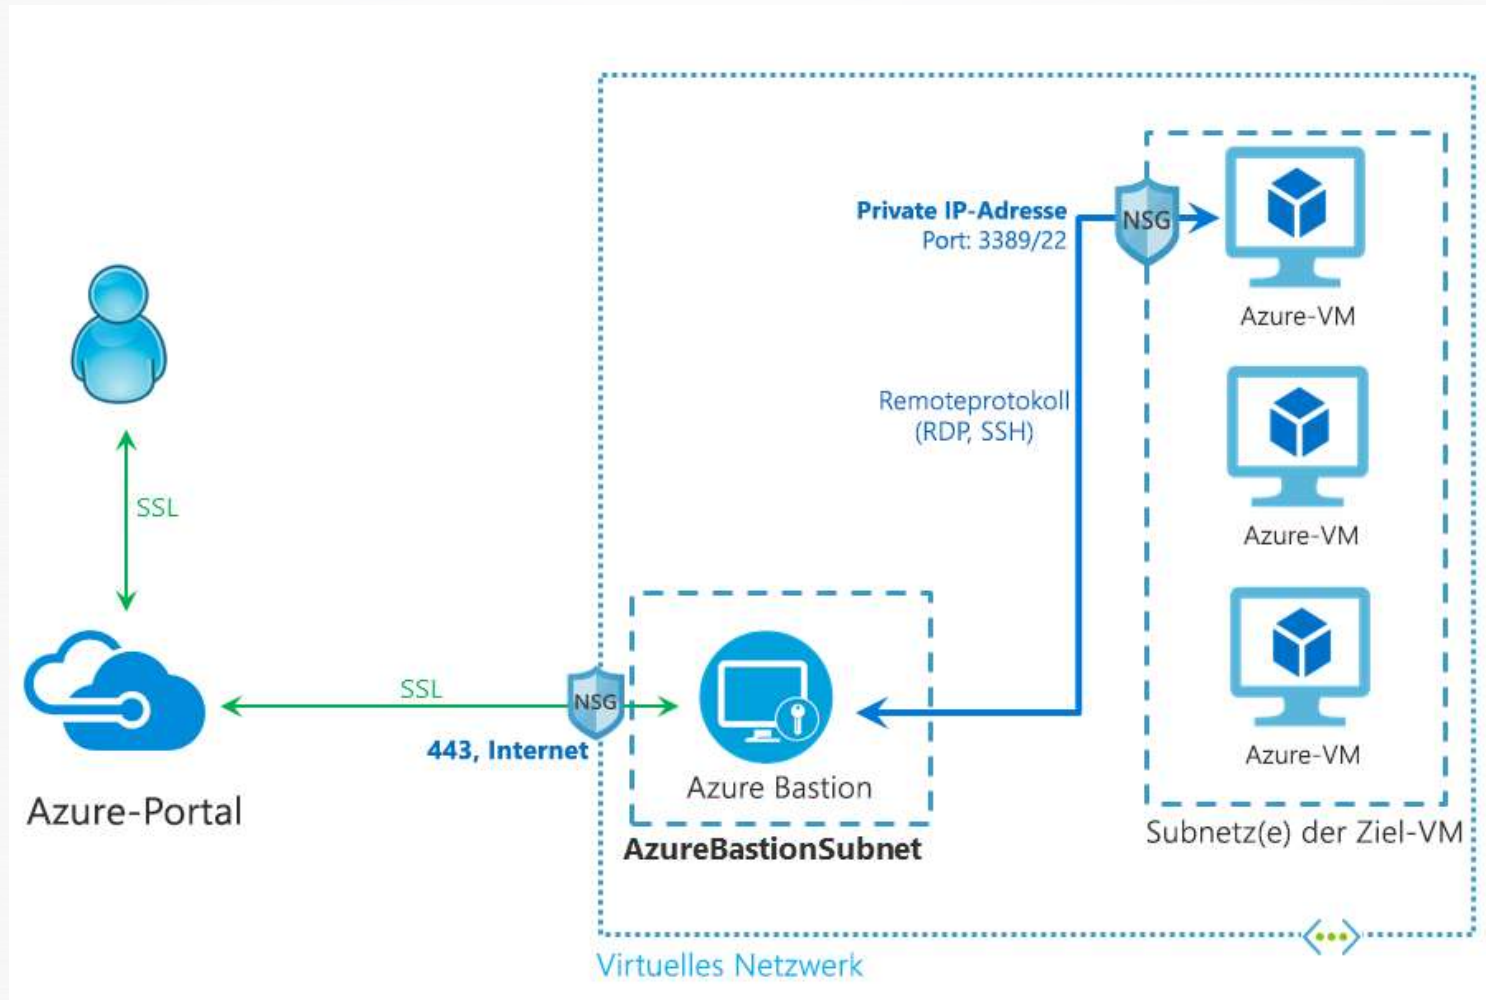 Private IP-Adresse
Port: 3389/22
NSG
Azure-VM
Remoteprotokoll
(RDP, SSH)
Azure-VM
SSL
SSL
NSG
443, Internet
Azure Bastion
Azure-VM
Azure-Portal
AzureBastionSubnet
Subnetz(e) der Ziel-VM
Virtuelles Netzwerk